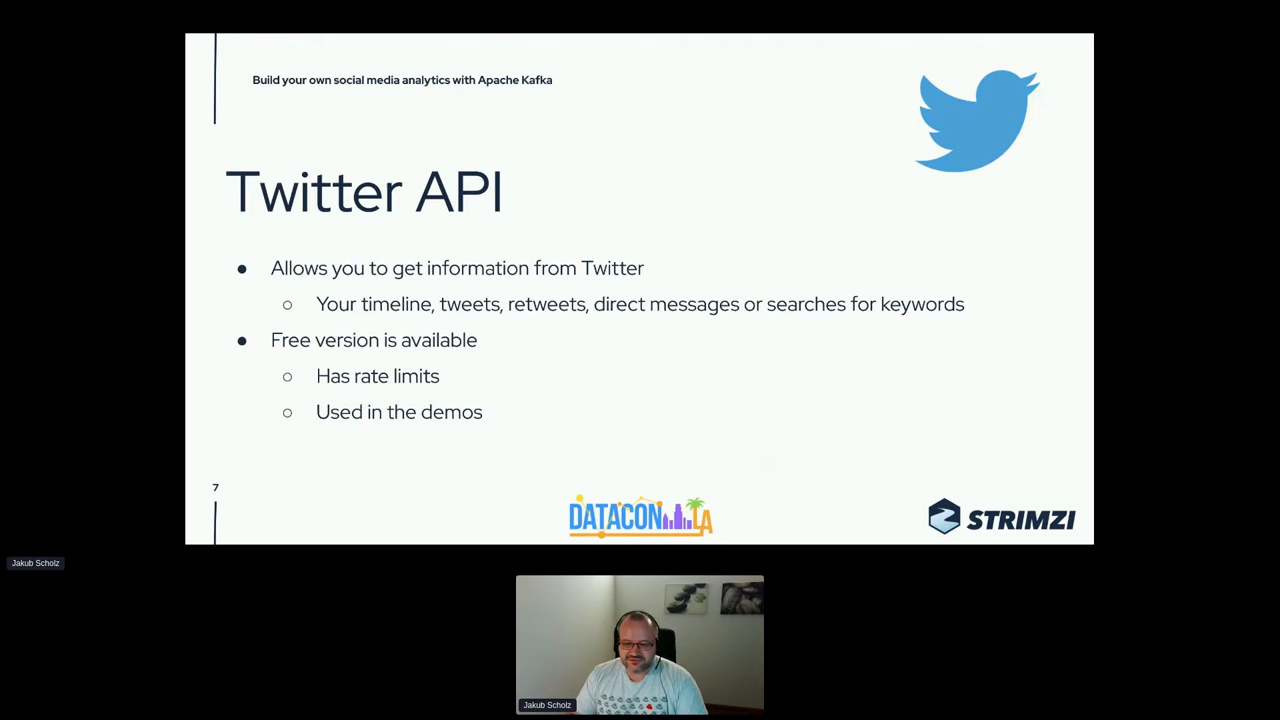 Build your own social media analytics with Apache Kafka
Twitter API
● Allows you to get information from Twitter
○ Your timeline, tweets, retweets, direct messages or searches for keywords
● Free version is available
○ Has rate limits
○ Used in the demos
7
DATACON LA
STRIMZI
Jakub Scholz
Jakub Scholz